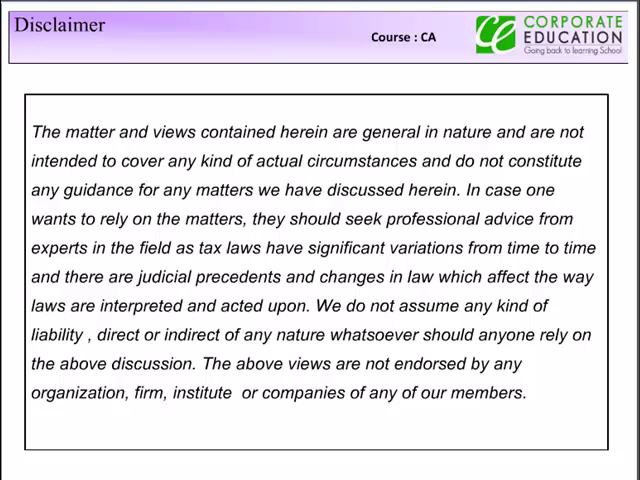 Disclaimer
Course : CA
CORPORATE
EDUCATION
Going back to learning School
The matter and views contained herein are general in nature and are not
intended to cover any kind of actual circumstances and do not constitute
any guidance for any matters we have discussed herein. In case one
wants to rely on the matters, they should seek professional advice from
experts in the field as tax laws have significant variations from time to time
and there are judicial precedents and changes in law which affect the way
laws are interpreted and acted upon. We do not assume any kind of
liability , direct or indirect of any nature whatsoever should anyone rely on
the above discussion. The above views are not endorsed by any
organization, firm, institute  or companies of any of our members.